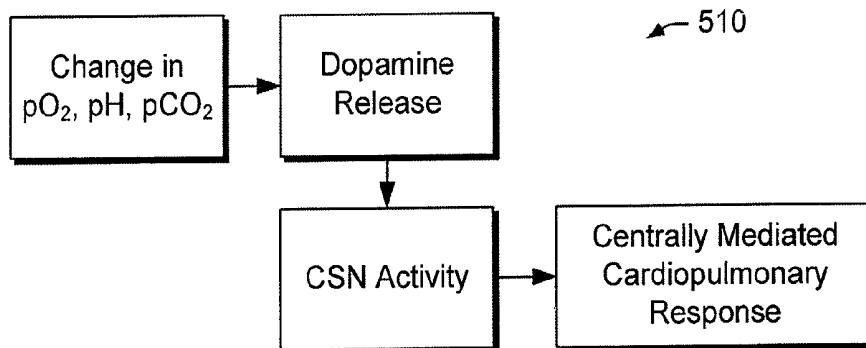 510
Change in
pO₂, pH, pCO₂
Dopamine
Release
CSN Activity
Centrally Mediated
Cardiopulmonary
Response